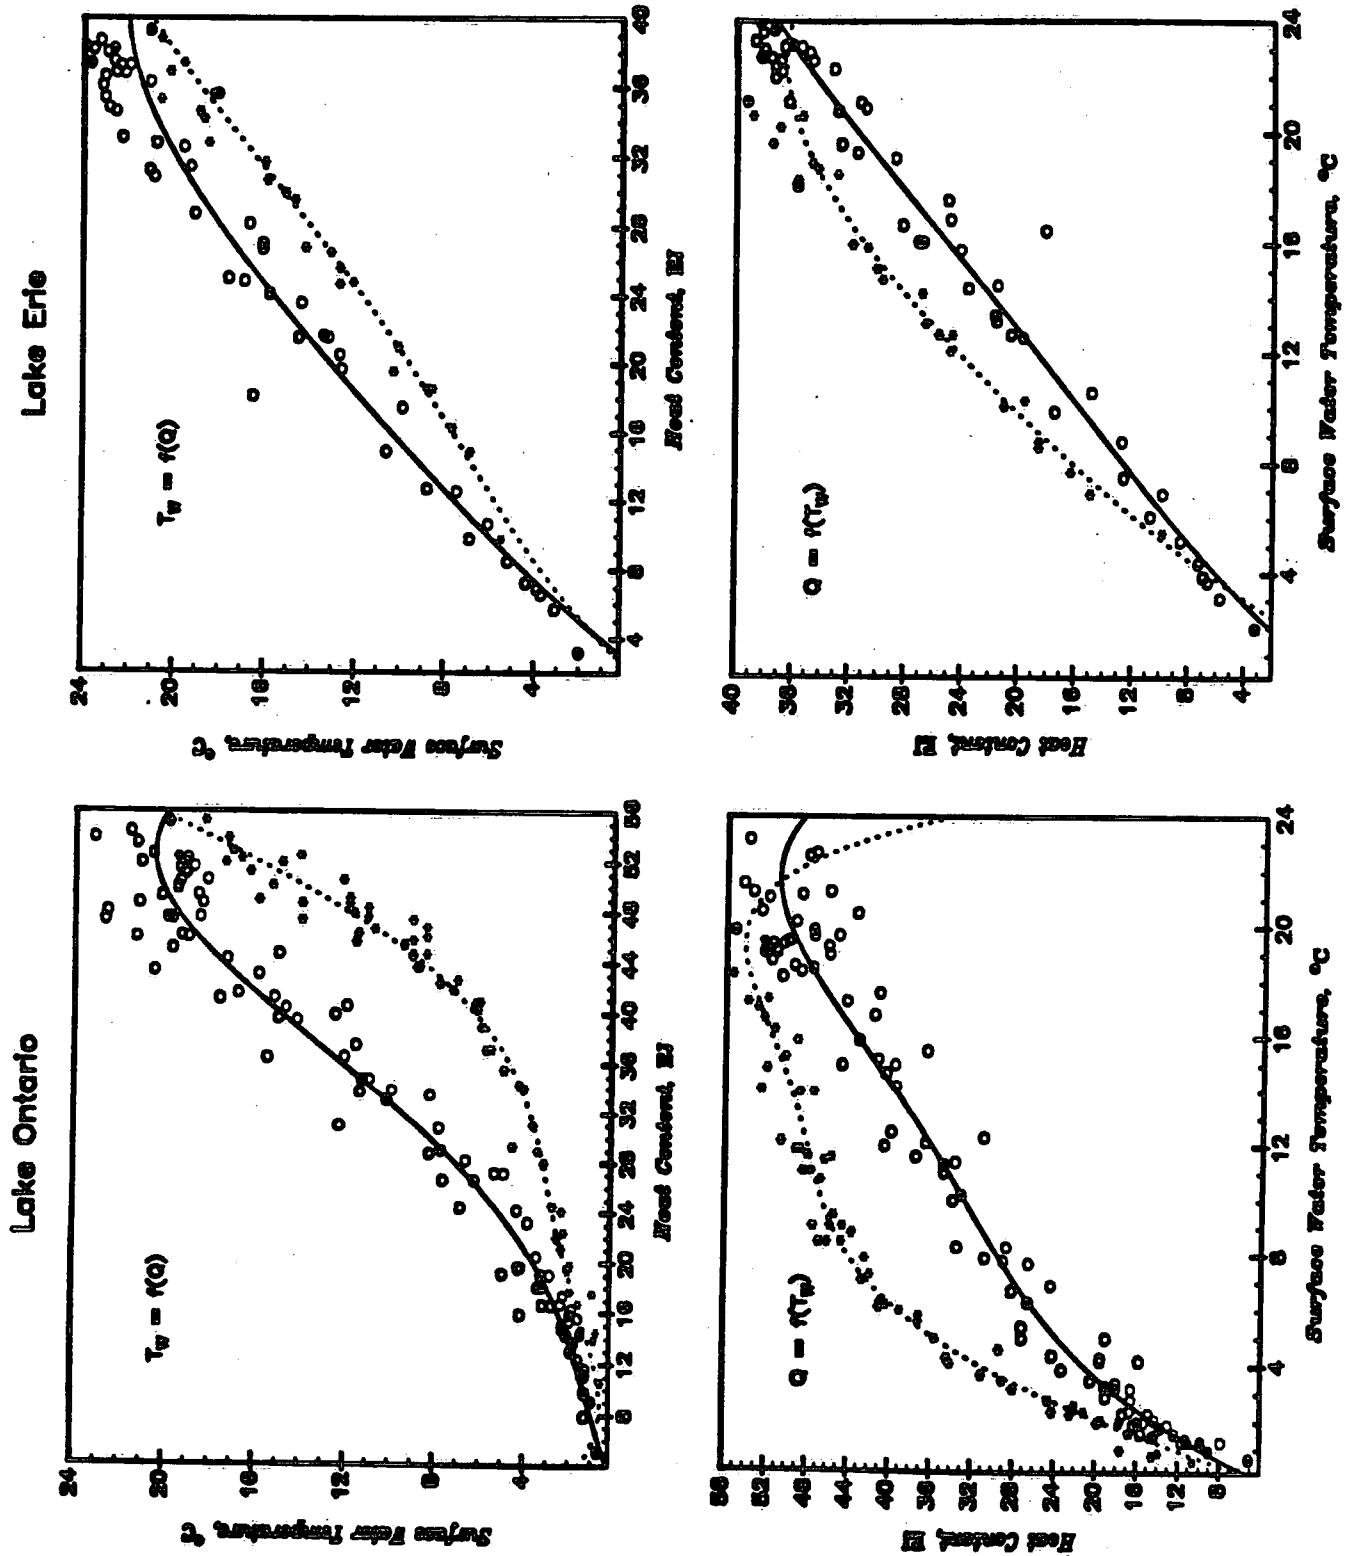 Lake Ontario
24
20
16
12
8
4
Surface Water Temperature, °C
T_W = f(Q)
8 12 16 20 24 28 32 36 40 44 48 52 56
Heat Content, EJ
Lake Erie
24
20
16
12
8
4
Surface Water Temperature, °C
T_W = f(Q)
4 8 12 16 20 24 28 32 36 40
Heat Content, EJ
56
52
48
44
40
36
32
28
24
20
16
12
8
Heat Content, EJ
Q = f(T_W)
4 8 12 16 20 24
Surface Water Temperature, °C
40
36
32
28
24
20
16
12
8
4
Heat Content, EJ
Q = f(T_W)
4 8 12 16 20 24
Surface Water Temperature, °C